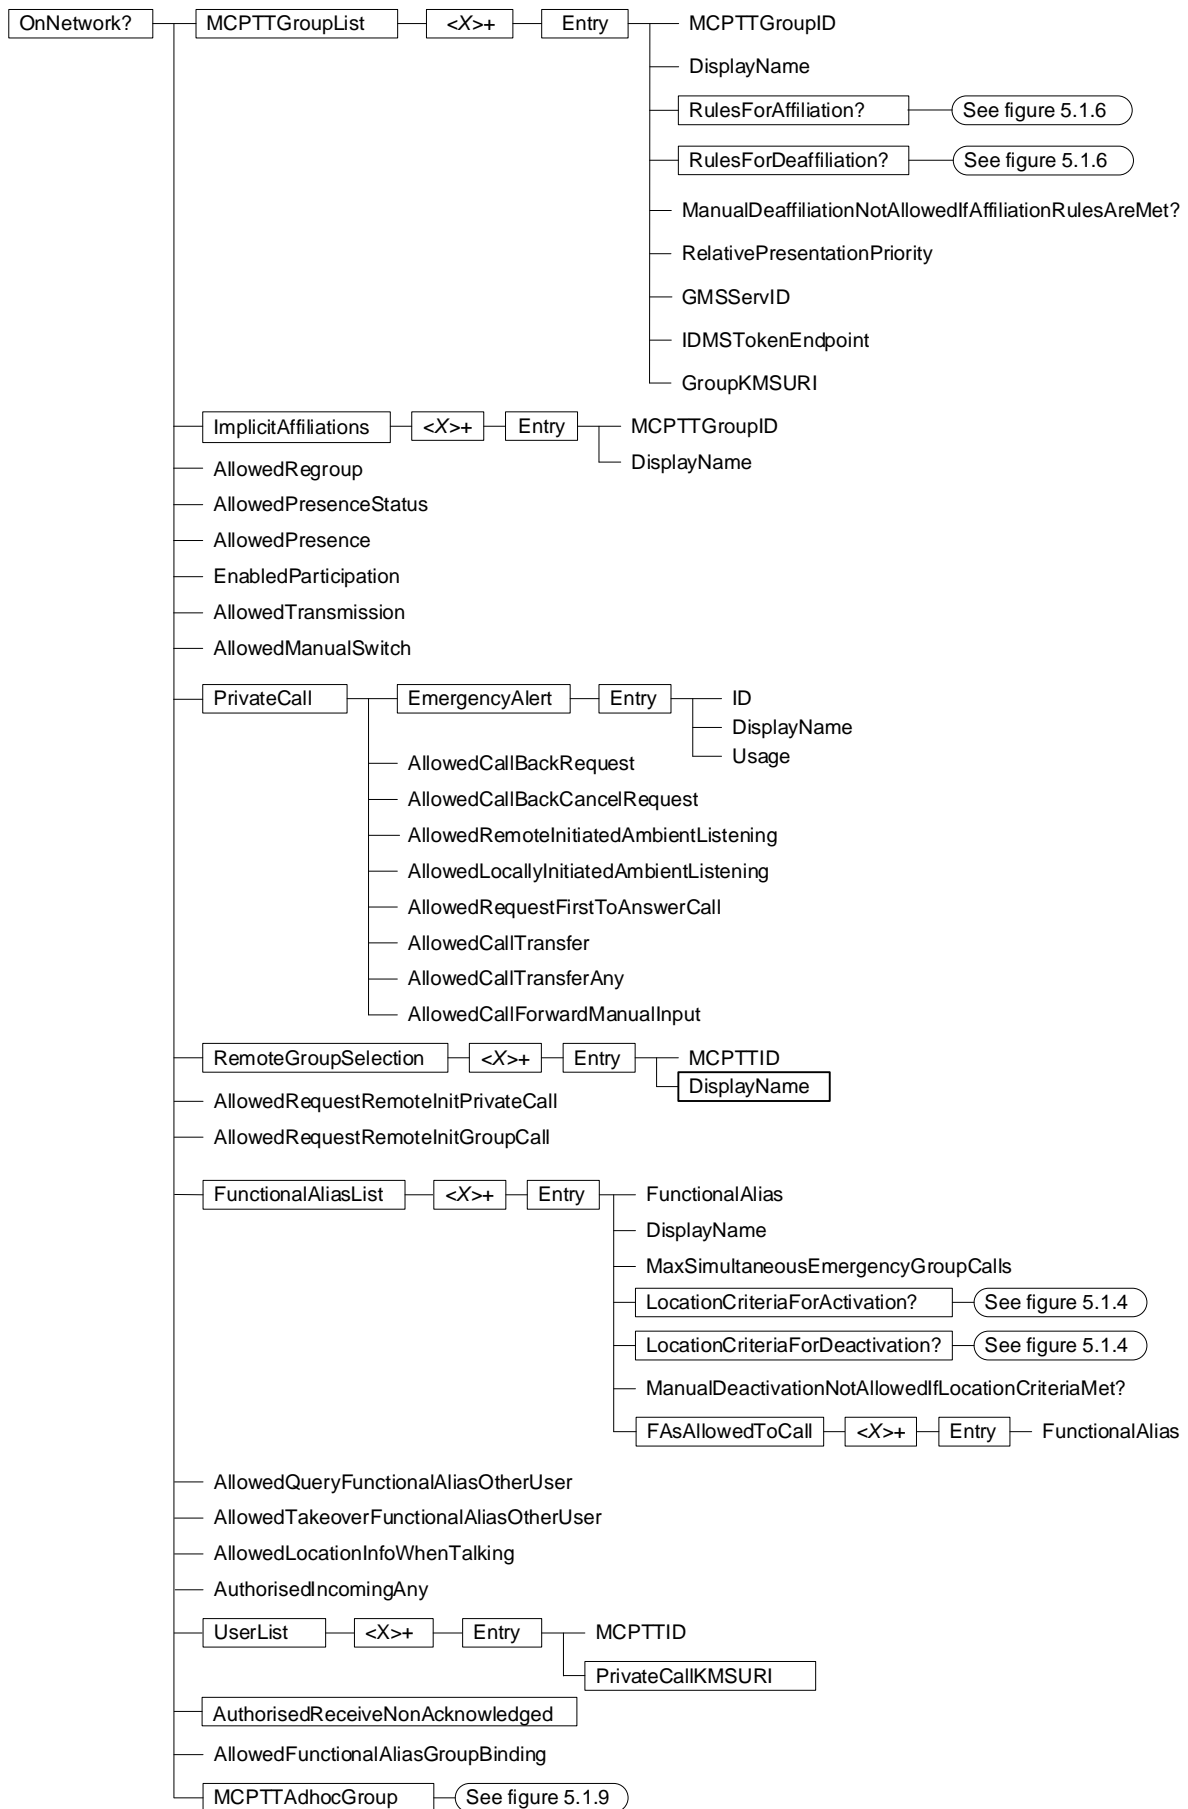 OnNetwork? MCPTTGroupList <X>+ Entry MCPTTGroupID
DisplayName
RulesForAffiliation? See figure 5.1.6
RulesForDeaffiliation? See figure 5.1.6
ManualDeaffiliationNotAllowedIfAffiliationRulesAreMet?
RelativePresentationPriority
GMSServID
IDMSTokenEndpoint
GroupKMSURI
ImplicitAffiliations <X>+ Entry MCPTTGroupID
DisplayName
AllowedRegroup
AllowedPresenceStatus
AllowedPresence
EnabledParticipation
AllowedTransmission
AllowedManualSwitch
PrivateCall EmergencyAlert Entry ID
DisplayName
Usage
AllowedCallBackRequest
AllowedCallBackCancelRequest
AllowedRemoteInitiatedAmbientListening
AllowedLocallyInitiatedAmbientListening
AllowedRequestFirstToAnswerCall
AllowedCallTransfer
AllowedCallTransferAny
AllowedCallForwardManualInput
RemoteGroupSelection <X>+ Entry MCPTTID
DisplayName
AllowedRequestRemoteInitPrivateCall
AllowedRequestRemoteInitGroupCall
FunctionalAliasList <X>+ Entry FunctionalAlias
DisplayName
MaxSimultaneousEmergencyGroupCalls
LocationCriteriaForActivation? See figure 5.1.4
LocationCriteriaForDeactivation? See figure 5.1.4
ManualDeactivationNotAllowedIfLocationCriteriaMet?
FAsAllowedToCall <X>+ Entry FunctionalAlias
AllowedQueryFunctionalAliasOtherUser
AllowedTakeoverFunctionalAliasOtherUser
AllowedLocationInfoWhenTalking
AuthorisedIncomingAny
UserList <X>+ Entry MCPTTID
PrivateCallKMSURI
AuthorisedReceiveNonAcknowledged
AllowedFunctionalAliasGroupBinding
MCPTTAdhocGroup See figure 5.1.9